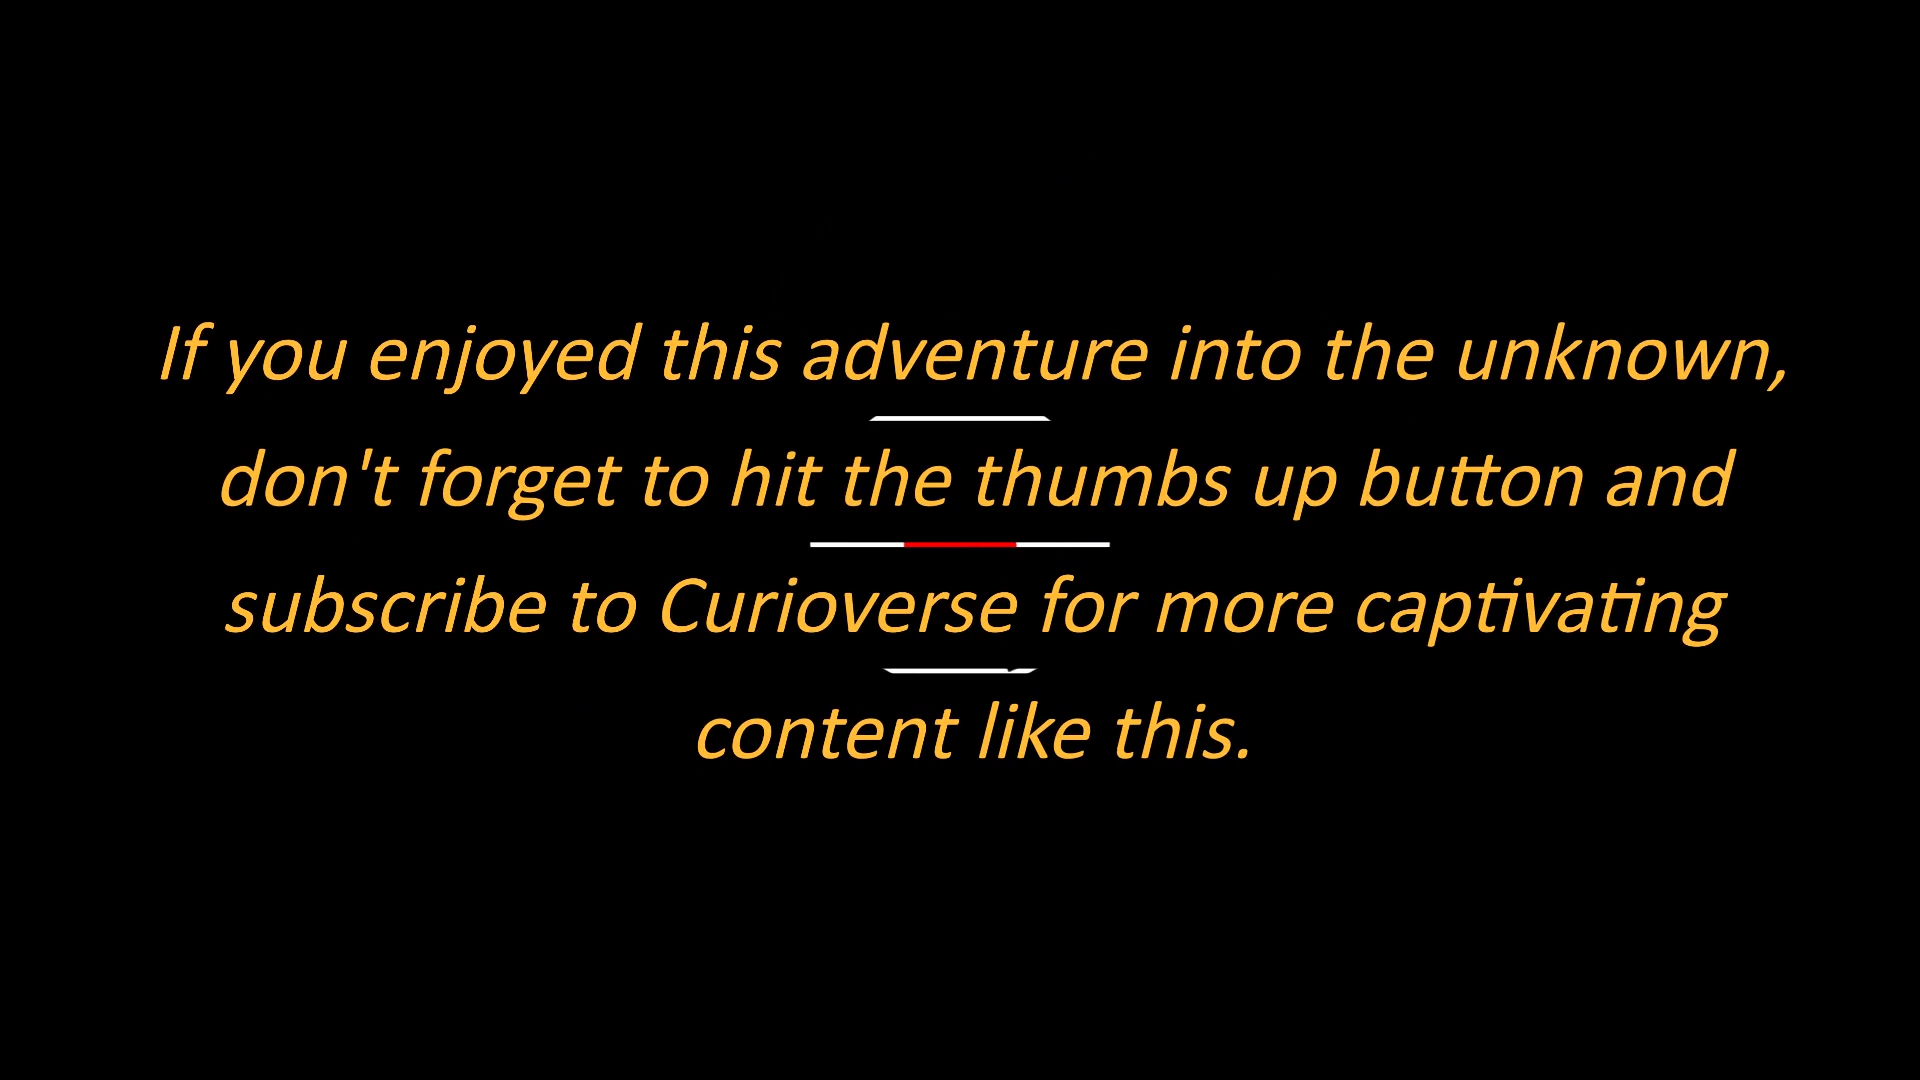 If you enjoyed this adventure into the unknown,
don't forget to hit the thumbs up button and
subscribe to Curioverse for more captivating
content like this.